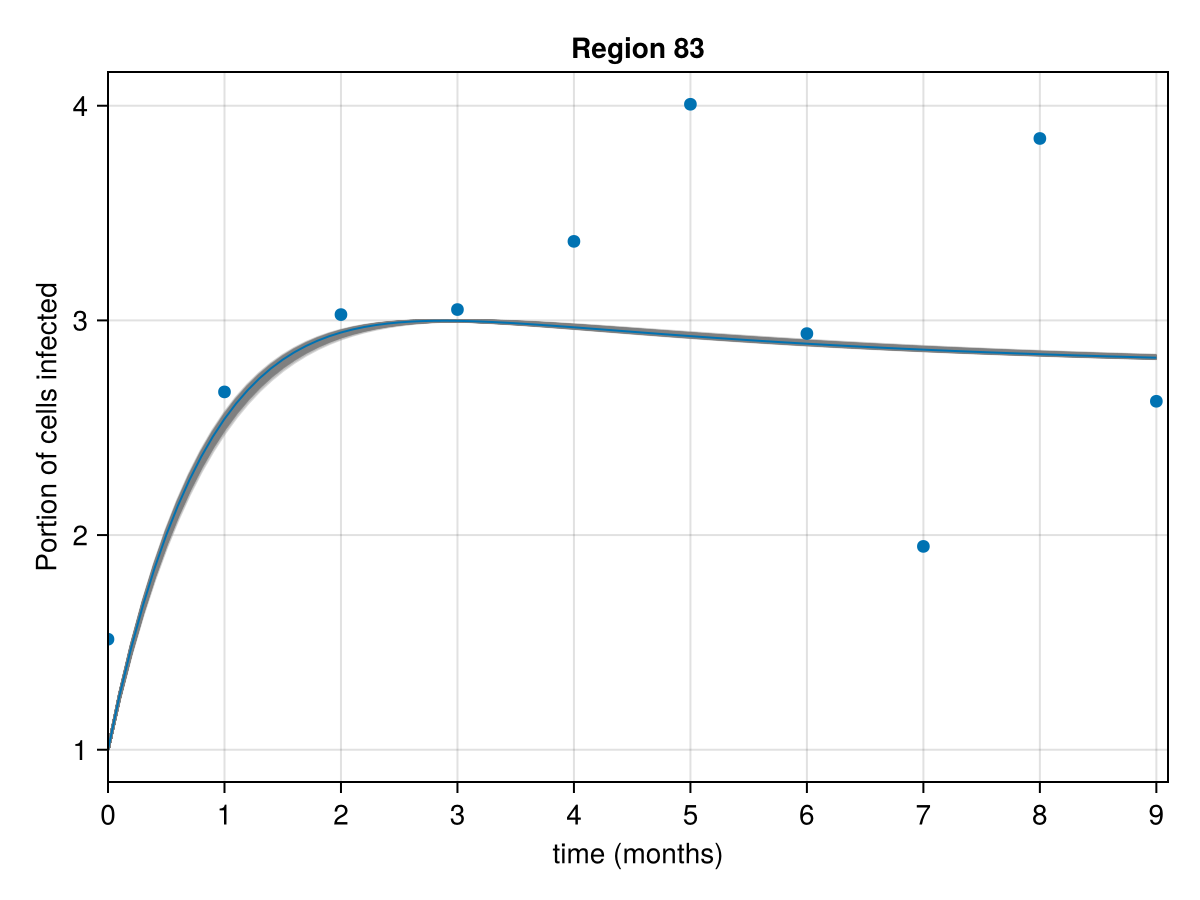 Region 83
4
3
2
1
Portion of cells infected
0 1 2 3 4 5 6 7 8 9
time (months)